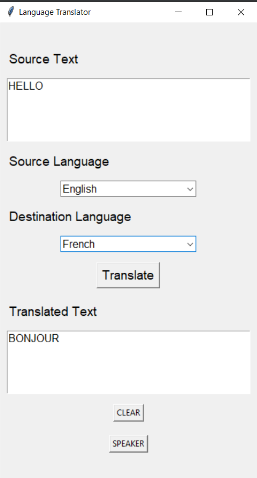 Language Translator
Source Text
HELLO
Source Language
English
Destination Language
French
Translate
Translated Text
BONJOUR
CLEAR
SPEAKER